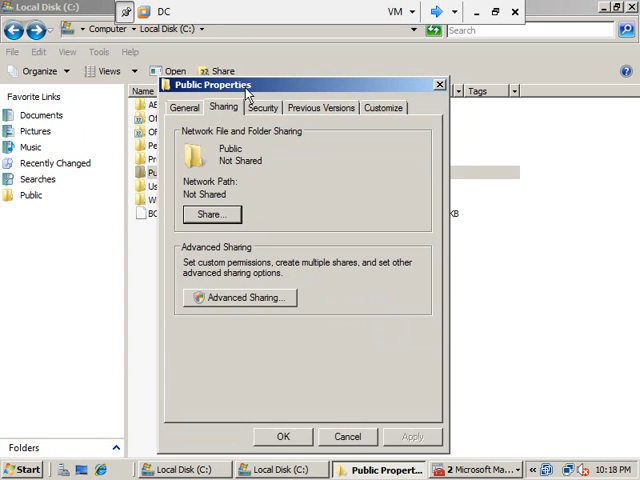 Local Disk (C:)
DC
VM
Computer
Local Disk (C:)
Search
File
Edit
View
Tools
Help
Organize
Views
Open
Share
Favorite Links
Documents
Pictures
Music
Recently Changed
Searches
Public
Folders
Name
Tags
KB
Public Properties
General
Sharing
Security
Previous Versions
Customize
Network File and Folder Sharing
Public
Not Shared
Network Path:
Not Shared
Share...
Advanced Sharing
Set custom permissions, create multiple shares, and set other
advanced sharing options.
Advanced Sharing...
OK
Cancel
Apply
Start
Local Disk (C:)
Local Disk (C:)
Public Propert...
2 Microsoft Ma...
10:18 PM